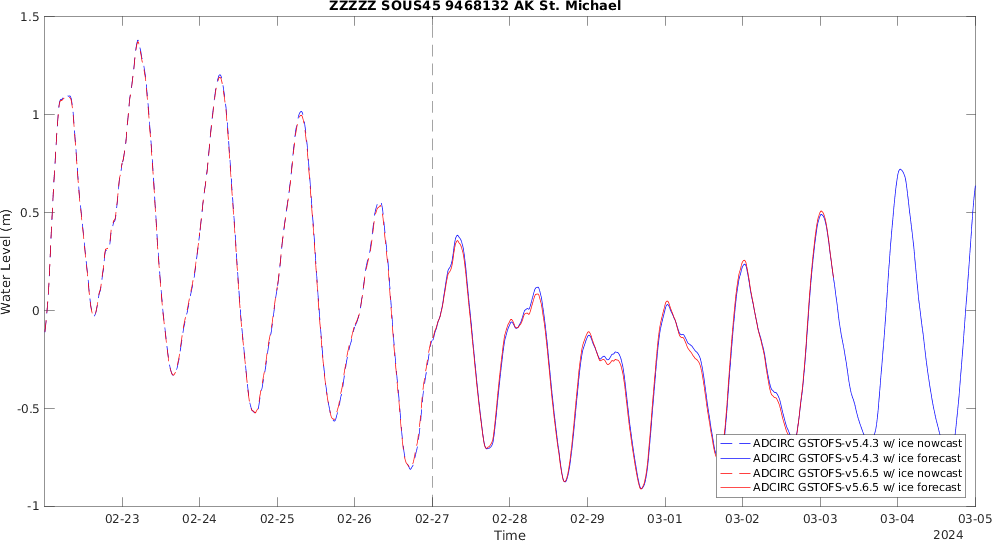 ZZZZZ SOUS45 9468132 AK St. Michael
1.5
1
0.5
0
-0.5
-1
Water Level (m)
02-23 02-24 02-25 02-26 02-27 02-28 02-29 03-01 03-02 03-03 03-04 03-05
Time
2024
ADCIRC GSTOFS-v5.4.3 w/ ice nowcast
ADCIRC GSTOFS-v5.4.3 w/ ice forecast
ADCIRC GSTOFS-v5.6.5 w/ ice nowcast
ADCIRC GSTOFS-v5.6.5 w/ ice forecast